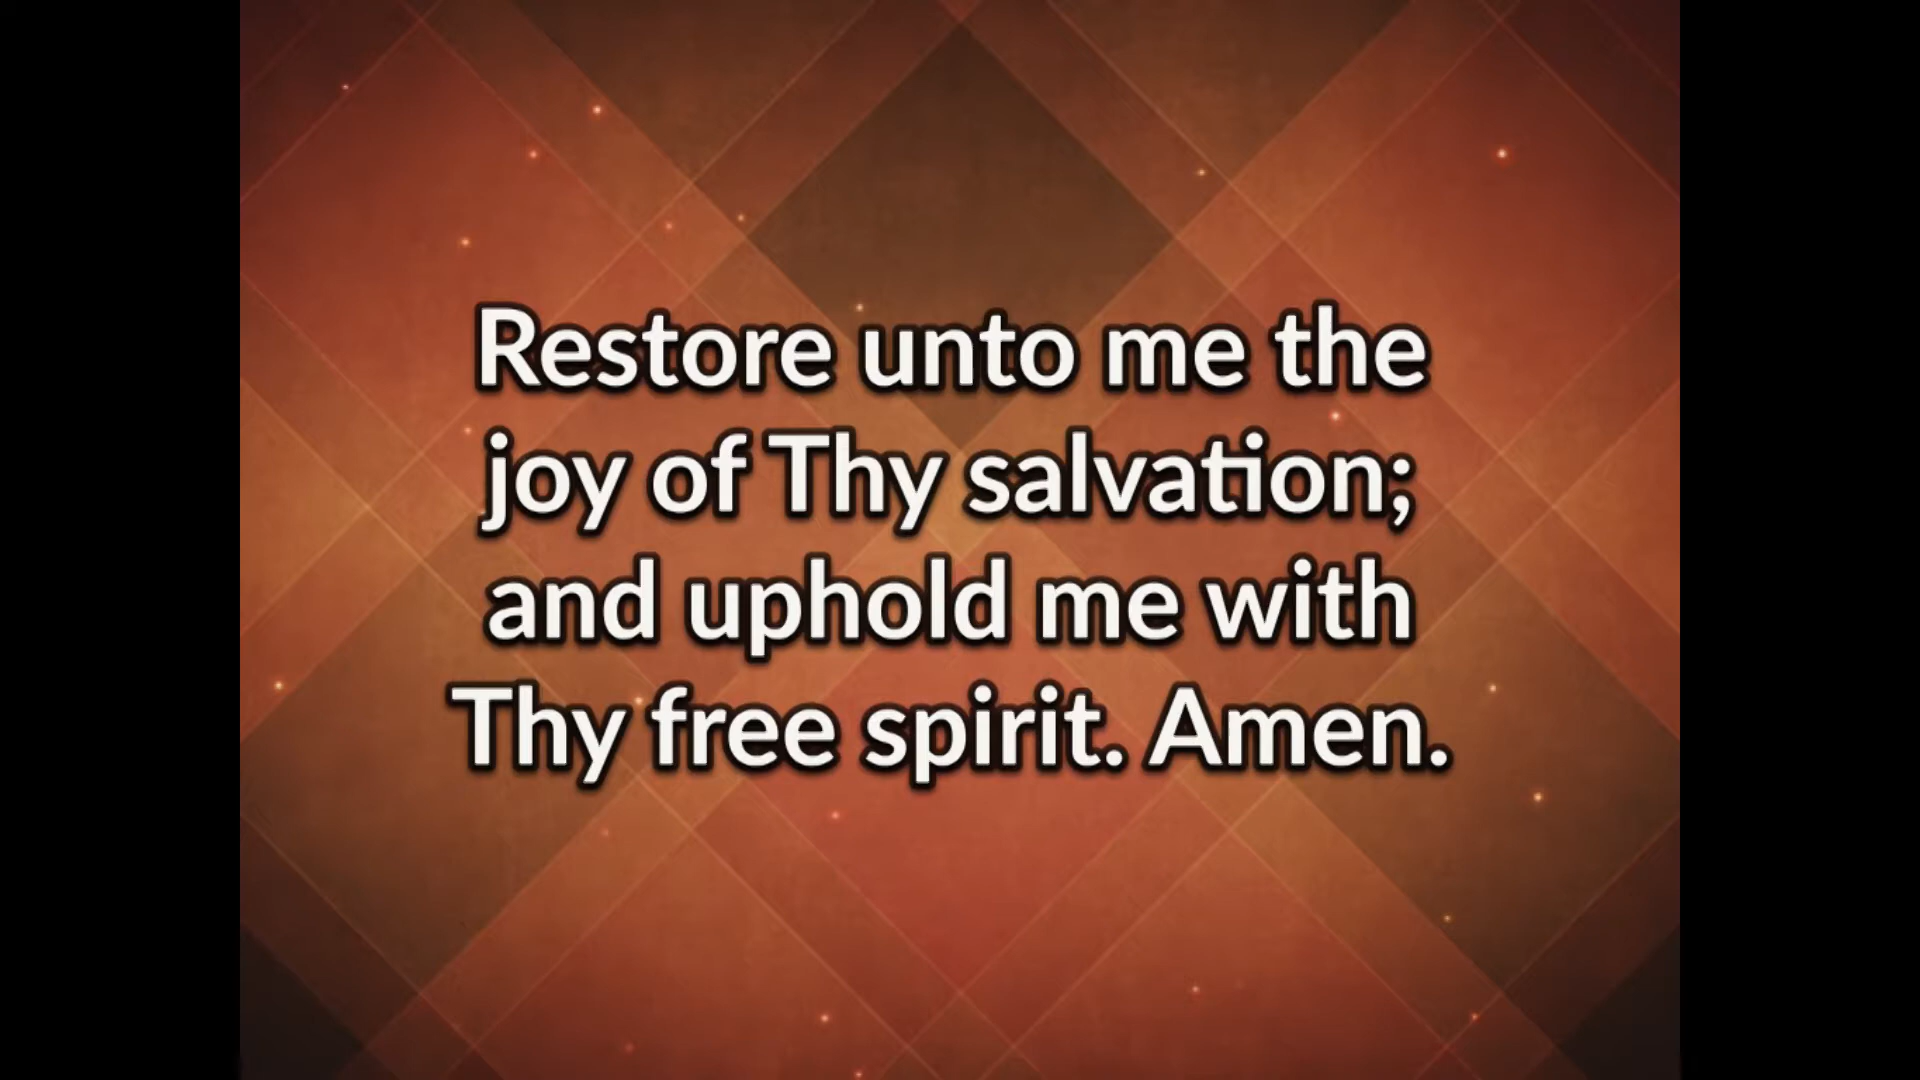 Restore unto me the
joy of Thy salvation;
and uphold me with
Thy free spirit. Amen.